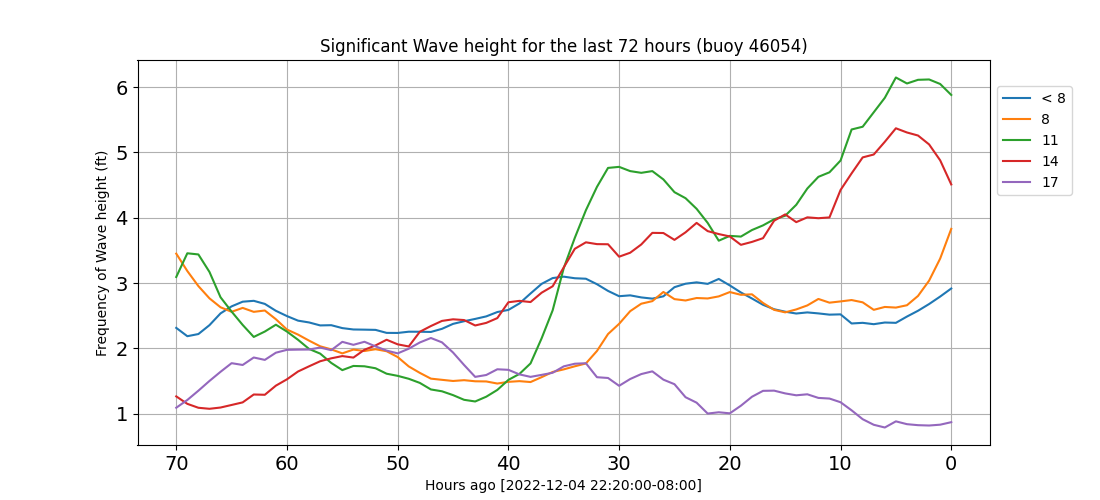 Significant Wave height for the last 72 hours (buoy 46054)
Frequency of Wave height (ft)
6
5
4
3
2
1
70 60 50 40 30 20 10 0
Hours ago [2022-12-04 22:20:00-08:00]
< 8
8
11
14
17